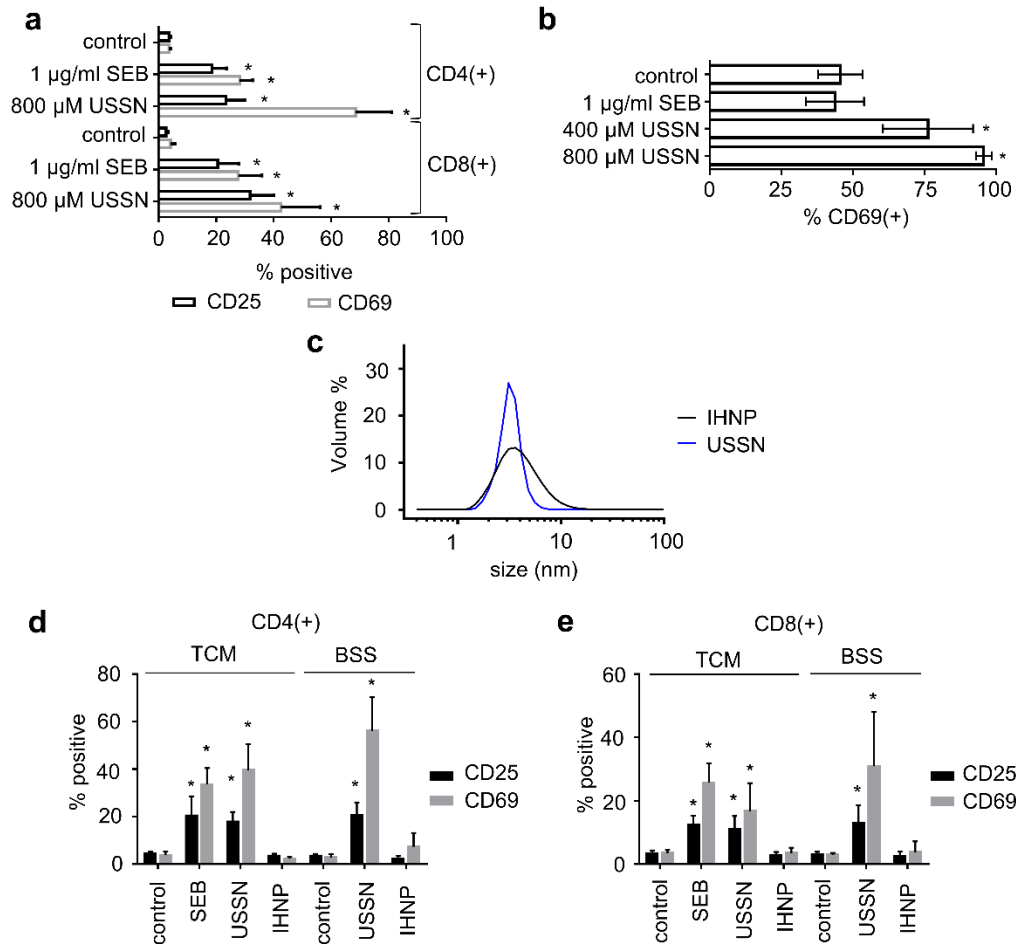 a
control
1 µg/ml SEB
800 µM USSN
control
1 µg/ml SEB
800 µM USSN
* 
*
*
*
*
*
*
*
CD4(+)
CD8(+)
0 20 40 60 80 100
% positive
CD25 CD69
b
control
1 µg/ml SEB
400 µM USSN
800 µM USSN
*
*
0 25 50 75 100
% CD69(+)
c
30
20
10
0
Volume %
1 10 100
size (nm)
IHNP
USSN
d
CD4(+)
TCM BSS
80
60
40
20
0
% positive
* * * * * *
control SEB USSN IHNP control USSN IHNP
CD25
CD69
e
CD8(+)
TCM BSS
60
40
20
0
% positive
* * * * * *
control SEB USSN IHNP control USSN IHNP
CD25
CD69